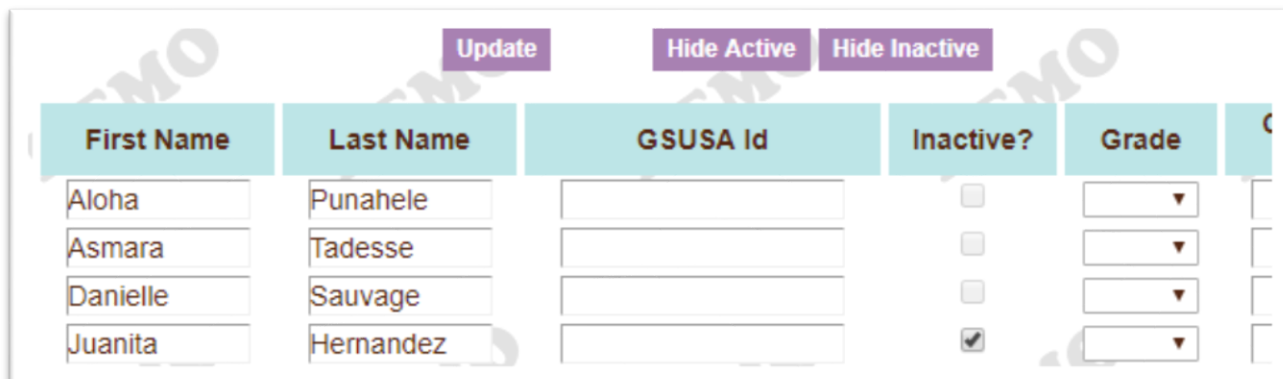 Update Hide Active Hide Inactive
First Name Last Name GSUSA Id Inactive? Grade
Aloha Punahele
Asmara Tadesse
Danielle Sauvage
Juanita Hernandez